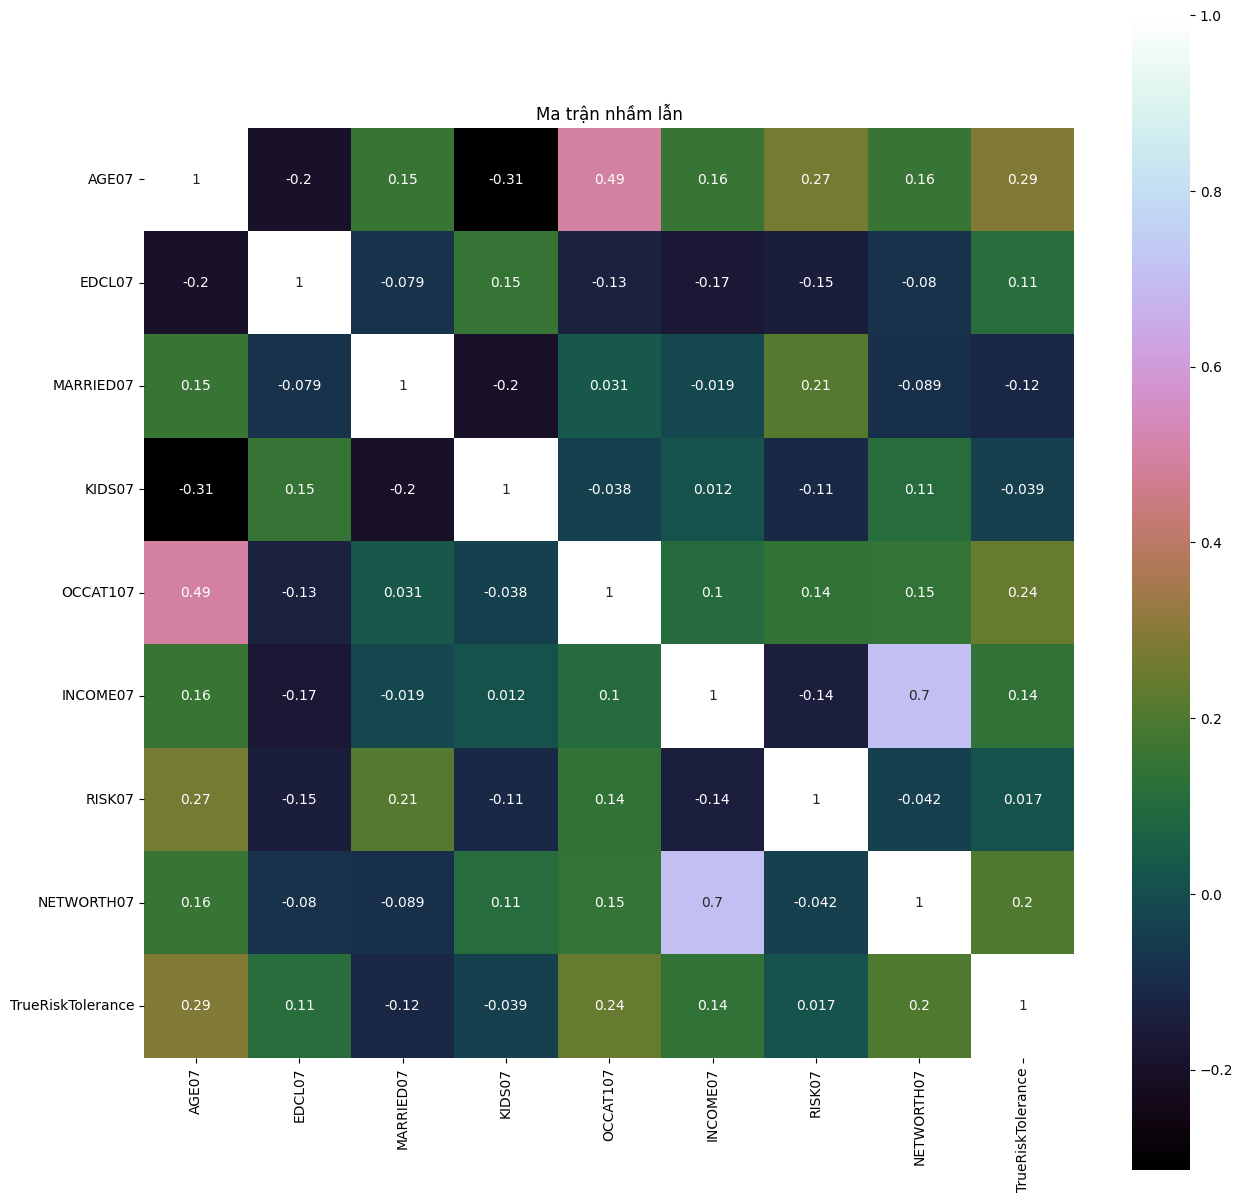 Ma trận nhầm lẫn
AGE07 1 -0.2 0.15 -0.31 0.49 0.16 0.27 0.16 0.29
EDCL07 -0.2 1 -0.079 0.15 -0.13 -0.17 -0.15 -0.08 0.11
MARRIED07 0.15 -0.079 1 -0.2 0.031 -0.019 0.21 -0.089 -0.12
KIDS07 -0.31 0.15 -0.2 1 -0.038 0.012 -0.11 0.11 -0.039
OCCAT107 0.49 -0.13 0.031 -0.038 1 0.1 0.14 0.15 0.24
INCOME07 0.16 -0.17 -0.019 0.012 0.1 1 -0.14 0.7 0.14
RISK07 0.27 -0.15 0.21 -0.11 0.14 -0.14 1 -0.042 0.017
NETWORTH07 0.16 -0.08 -0.089 0.11 0.15 0.7 -0.042 1 0.2
TrueRiskTolerance 0.29 0.11 -0.12 -0.039 0.24 0.14 0.017 0.2 1
AGE07
EDCL07
MARRIED07
KIDS07
OCCAT107
INCOME07
RISK07
NETWORTH07
TrueRiskTolerance
1.0
0.8
0.6
0.4
0.2
0.0
−0.2